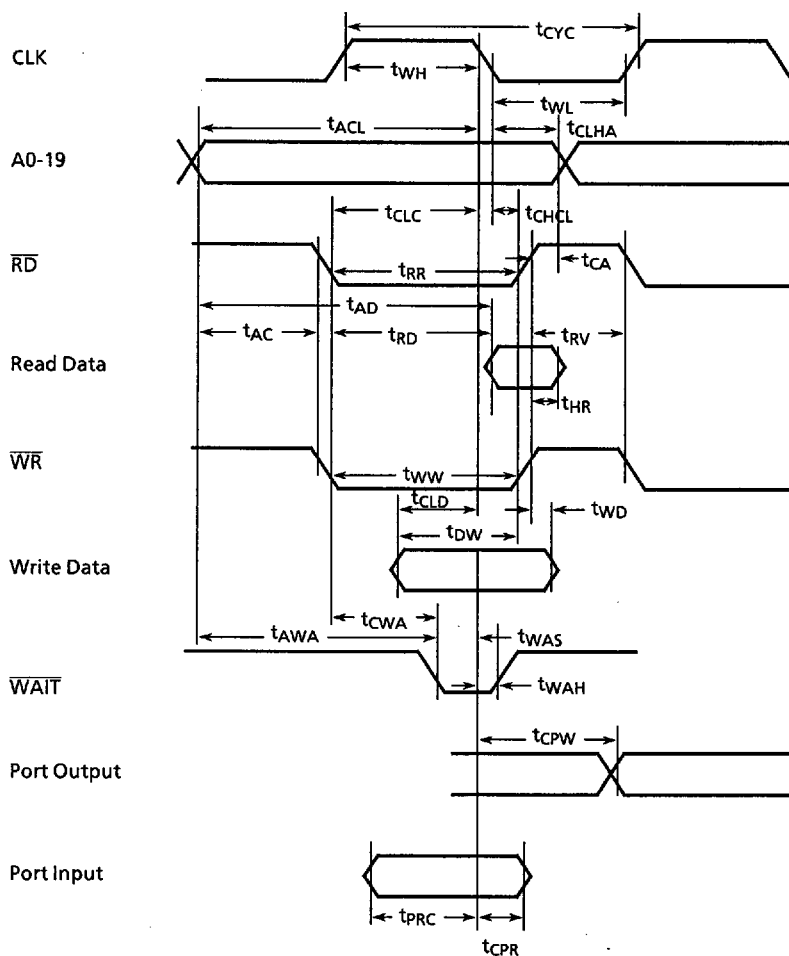 tCYC
CLK
tWH
tWL
tACL
tCLHA
A0-19
tCLC
tCHCL
RD
tRR
tCA
tAD
tAC
tRD
tRV
Read Data
tHR
WR
tWW
tCLD
tWD
tDW
Write Data
tCWA
tAWA
tWAS
WAIT
tWAH
tCPW
Port Output
Port Input
tPRC
tCPR